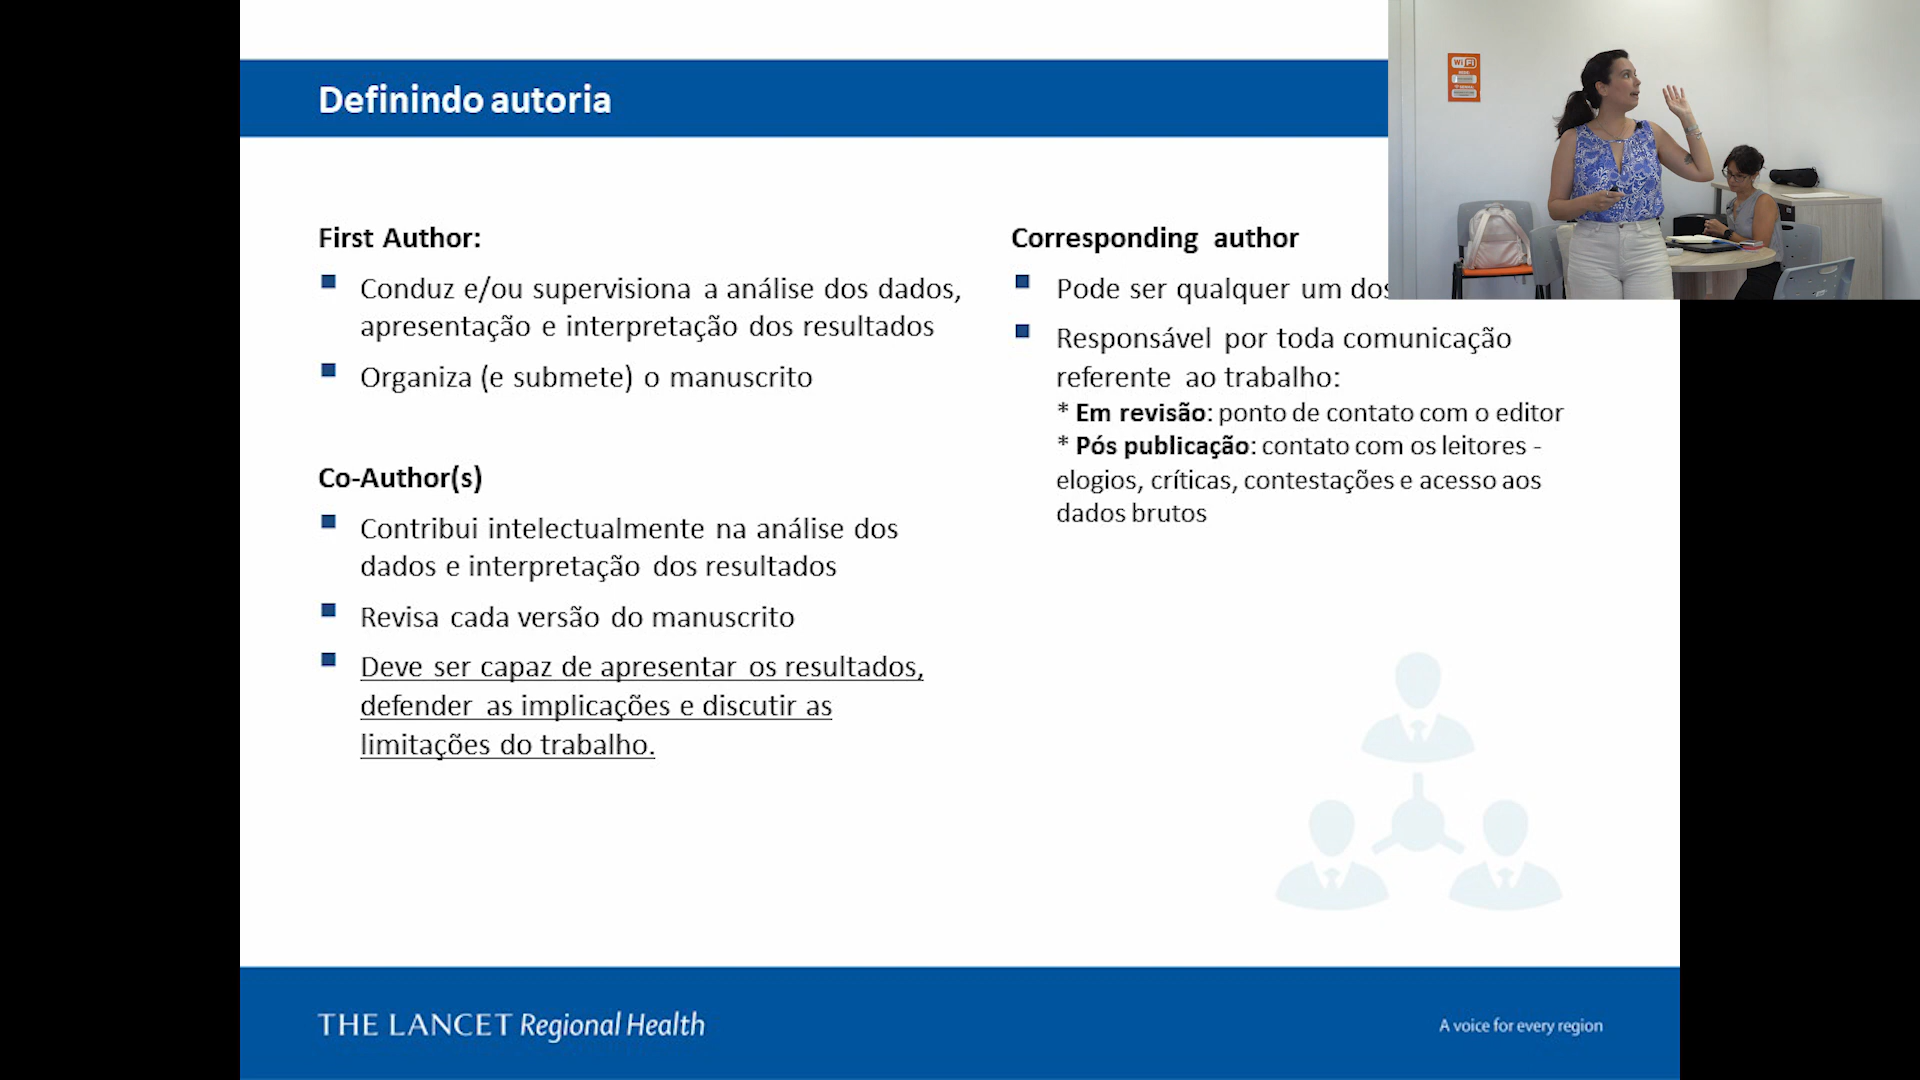 Definindo autoria
First Author:
Conduz e/ou supervisiona a análise dos dados,
apresentação e interpretação dos resultados
Organiza (e submete) o manuscrito
Co-Author(s)
Contribui intelectualmente na análise dos
dados e interpretação dos resultados
Revisa cada versão do manuscrito
Deve ser capaz de apresentar os resultados,
defender as implicações e discutir as
limitações do trabalho.
Corresponding author
Pode ser qualquer um dos
Responsável por toda comunicação
referente ao trabalho:
* Em revisão: ponto de contato com o editor
* Pós publicação: contato com os leitores -
elogios, críticas, contestações e acesso aos
dados brutos
WiFi
THE LANCET Regional Health
A voice for every region